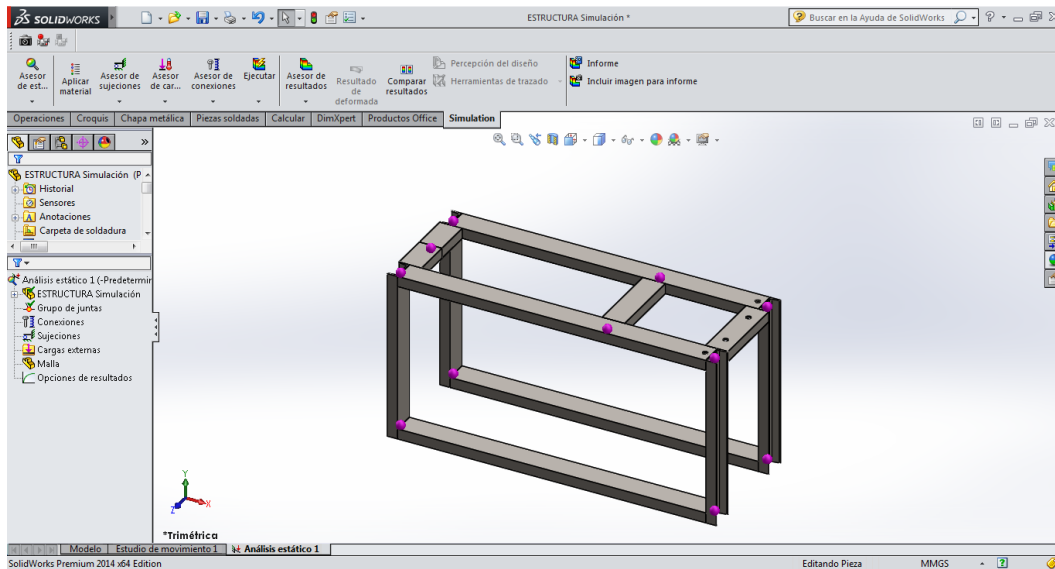 SOLIDWORKS
ESTRUCTURA Simulación *
Buscar en la Ayuda de SolidWorks
Asesor de est...
Aplicar material
Asesor de sujeciones
Asesor de car...
Asesor de conexiones
Ejecutar
Asesor de resultados
Resultado de deformada
Comparar resultados
Percepción del diseño
Herramientas de trazado
Informe
Incluir imagen para informe
Operaciones Croquis Chapa metálica Piezas soldadas Calcular DimXpert Productos Office Simulation
ESTRUCTURA Simulación (P
Historial
Sensores
Anotaciones
Carpeta de soldadura
Análisis estático 1 (-Predetermir
ESTRUCTURA Simulación
Grupo de juntas
Conexiones
Sujeciones
Cargas externas
Malla
Opciones de resultados
Y
X
Z
*Trimétrica
Modelo Estudio de movimiento 1 Análisis estático 1
SolidWorks Premium 2014 x64 Edition
Editando Pieza
MMGS